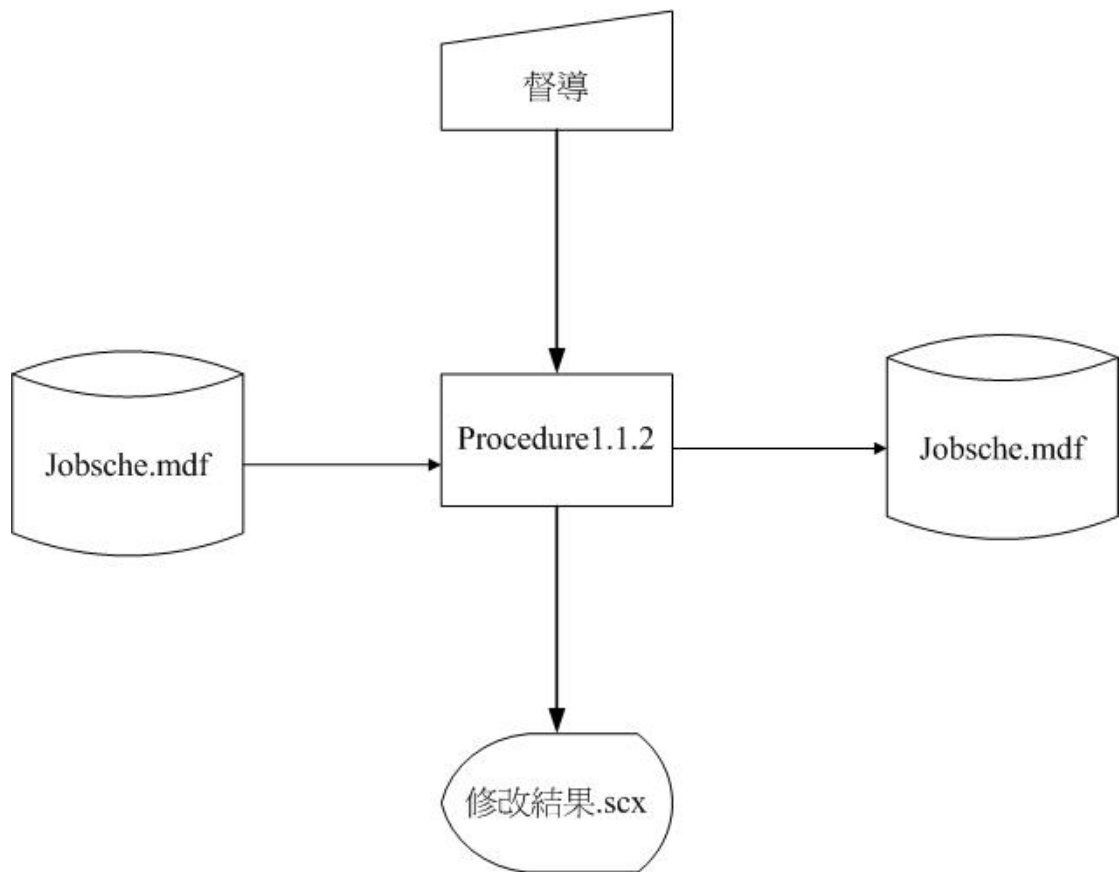 督導
Jobsche.mdf
Procedure1.1.2
Jobsche.mdf
修改結果.scx